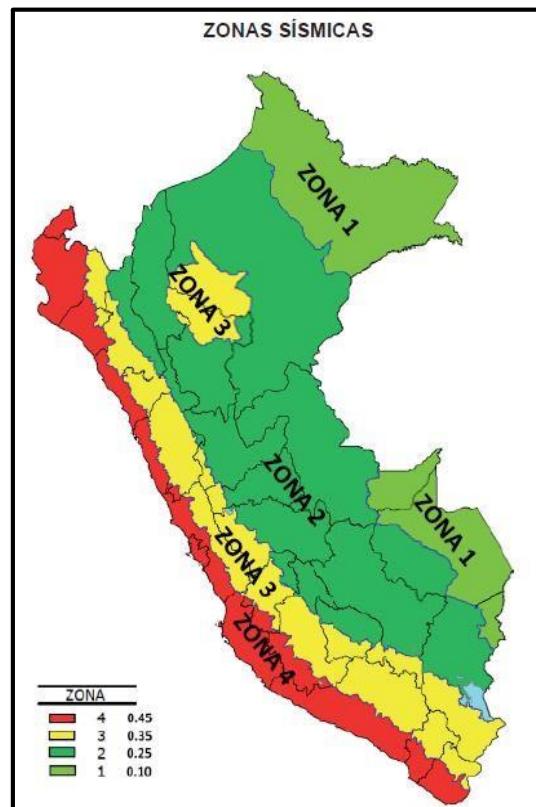 ZONAS SÍSMICAS
ZONA 1
ZONA 3
ZONA 2
ZONA 1
ZONA 3
ZONA 4
ZONA
4 0.45
3 0.35
2 0.25
1 0.10